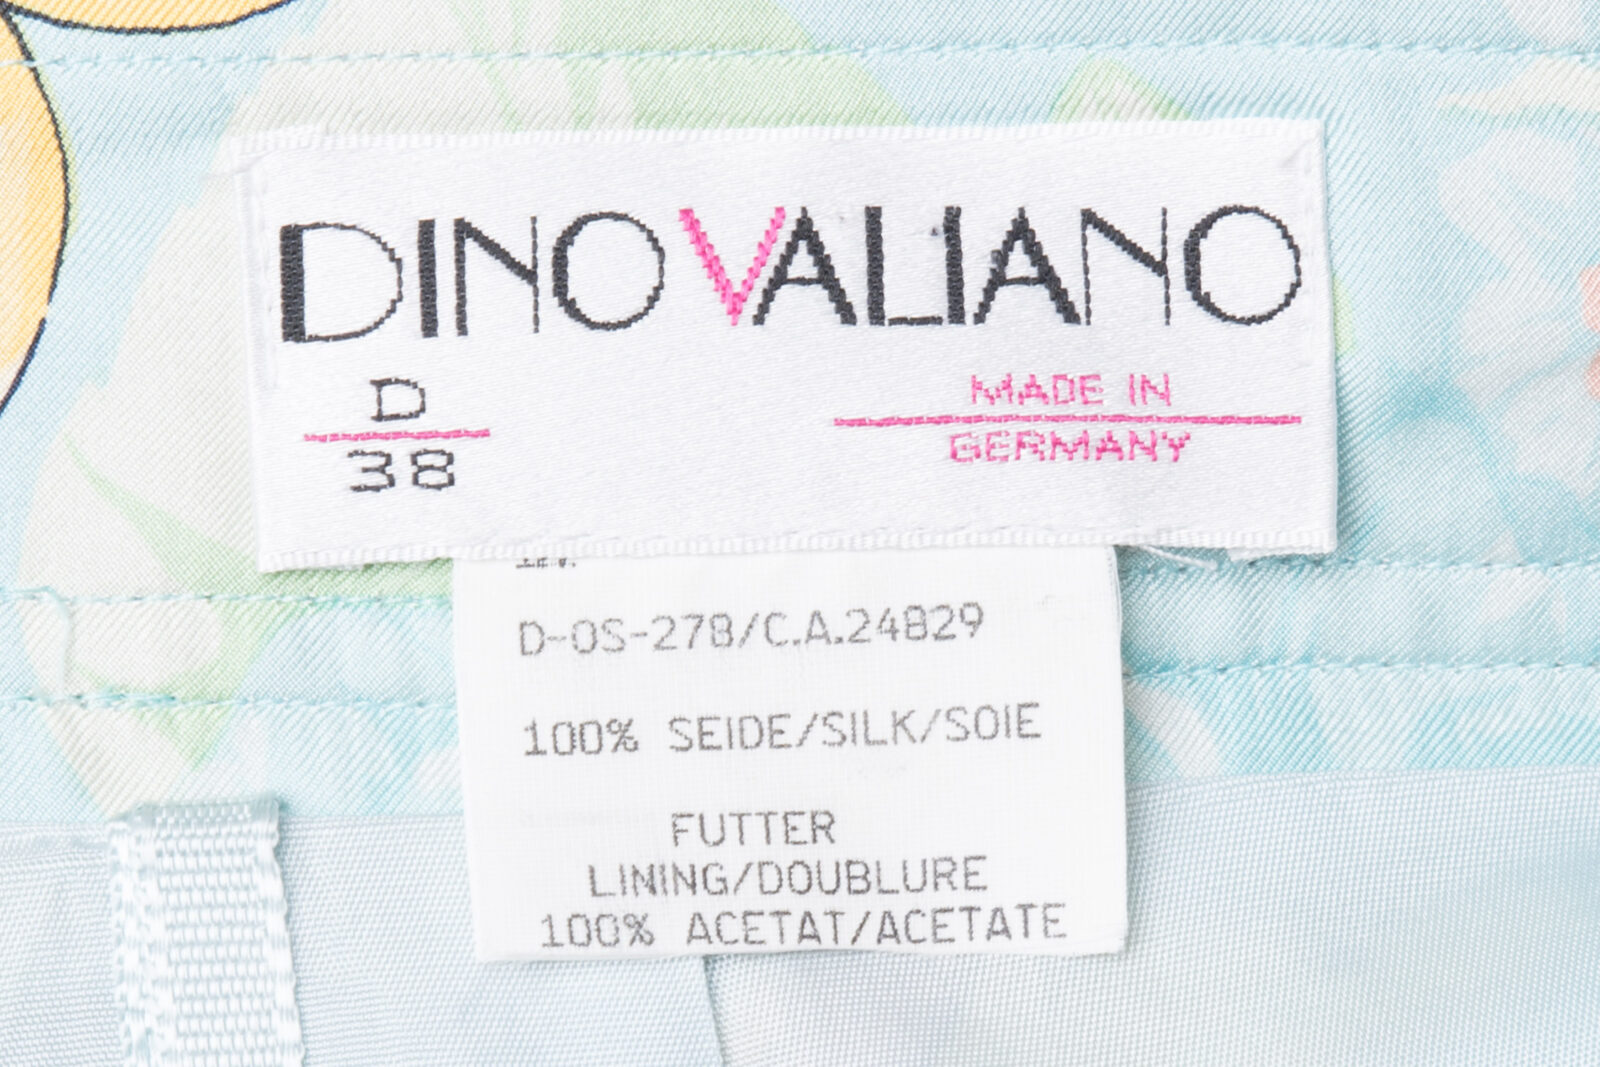 DINOVALIANO
D
38
MADE IN
GERMANY
D-OS-278/C.A.24829
100% SEIDE/SILK/SOIE
FUTTER
LINING/DOUBLURE
100% ACETAT/ACETATE